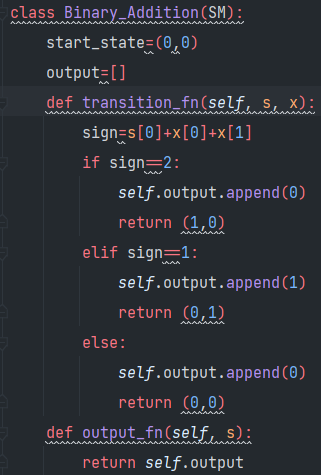 class Binary_Addition(SM):
    start_state=(0,0)
    output=[]
    def transition_fn(self, s, x):
        sign=s[0]+x[0]+x[1]
        if sign==2:
            self.output.append(0)
            return (1,0)
        elif sign==1:
            self.output.append(1)
            return (0,1)
        else:
            self.output.append(0)
            return (0,0)
    def output_fn(self, s):
        return self.output